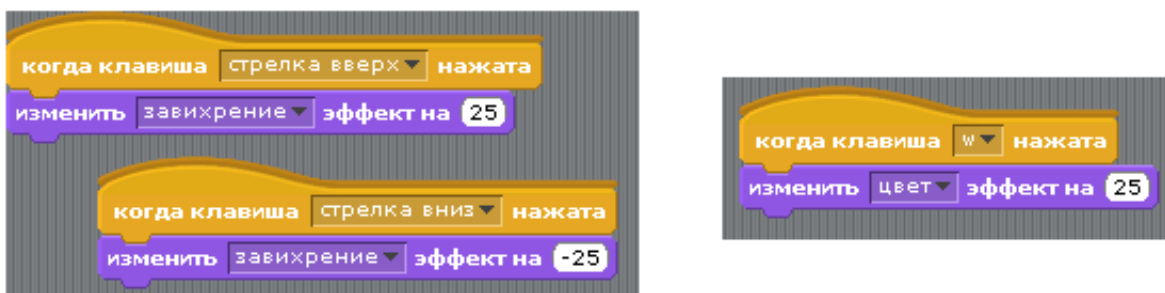 когда клавиша стрелка вверх нажата
изменить завихрение эффект на 25
когда клавиша стрелка вниз нажата
изменить завихрение эффект на -25
когда клавиша w нажата
изменить цвет эффект на 25